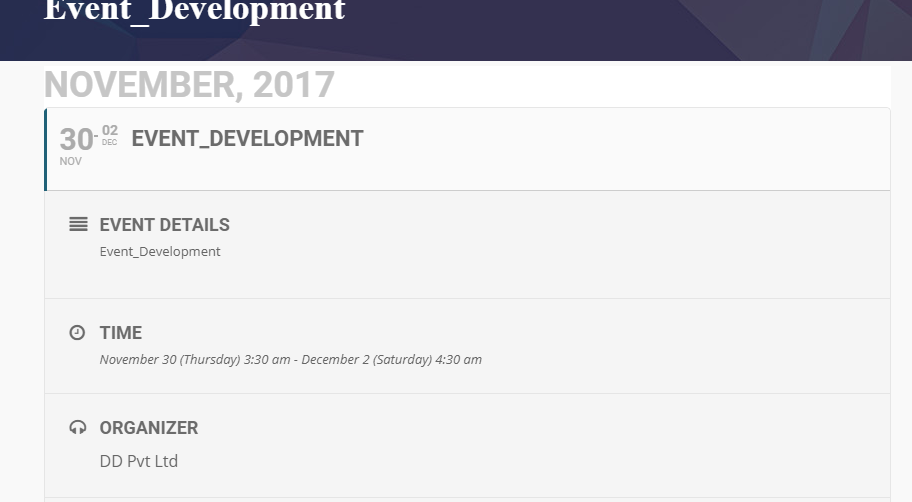 Event_Development
NOVEMBER, 2017
30 - 02 EVENT_DEVELOPMENT
NOV DEC
EVENT DETAILS
Event_Development
TIME
November 30 (Thursday) 3:30 am - December 2 (Saturday) 4:30 am
ORGANIZER
DD Pvt Ltd